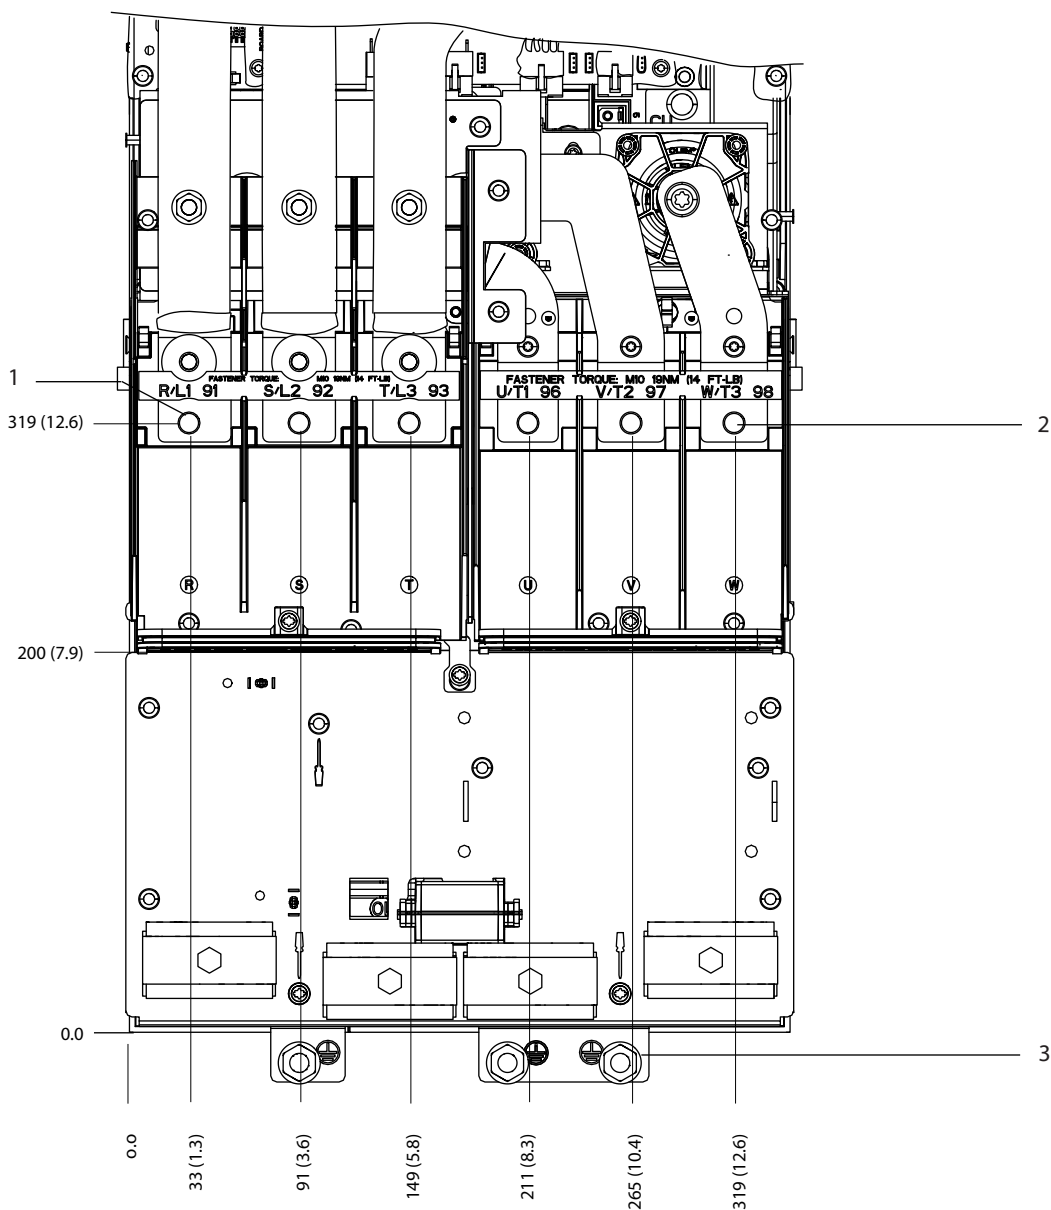 1
FASTENER TORQUE: M10 19NM (14 FT-LB)
R/L1 91 S/L2 92 T/L3 93
FASTENER TORQUE: M10 19NM (14 FT-LB)
U/T1 96 V/T2 97 W/T3 98
319 (12.6)
2
R S T U V W
200 (7.9)
0.0
3
0.0
33 (1.3)
91 (3.6)
149 (5.8)
211 (8.3)
265 (10.4)
319 (12.6)